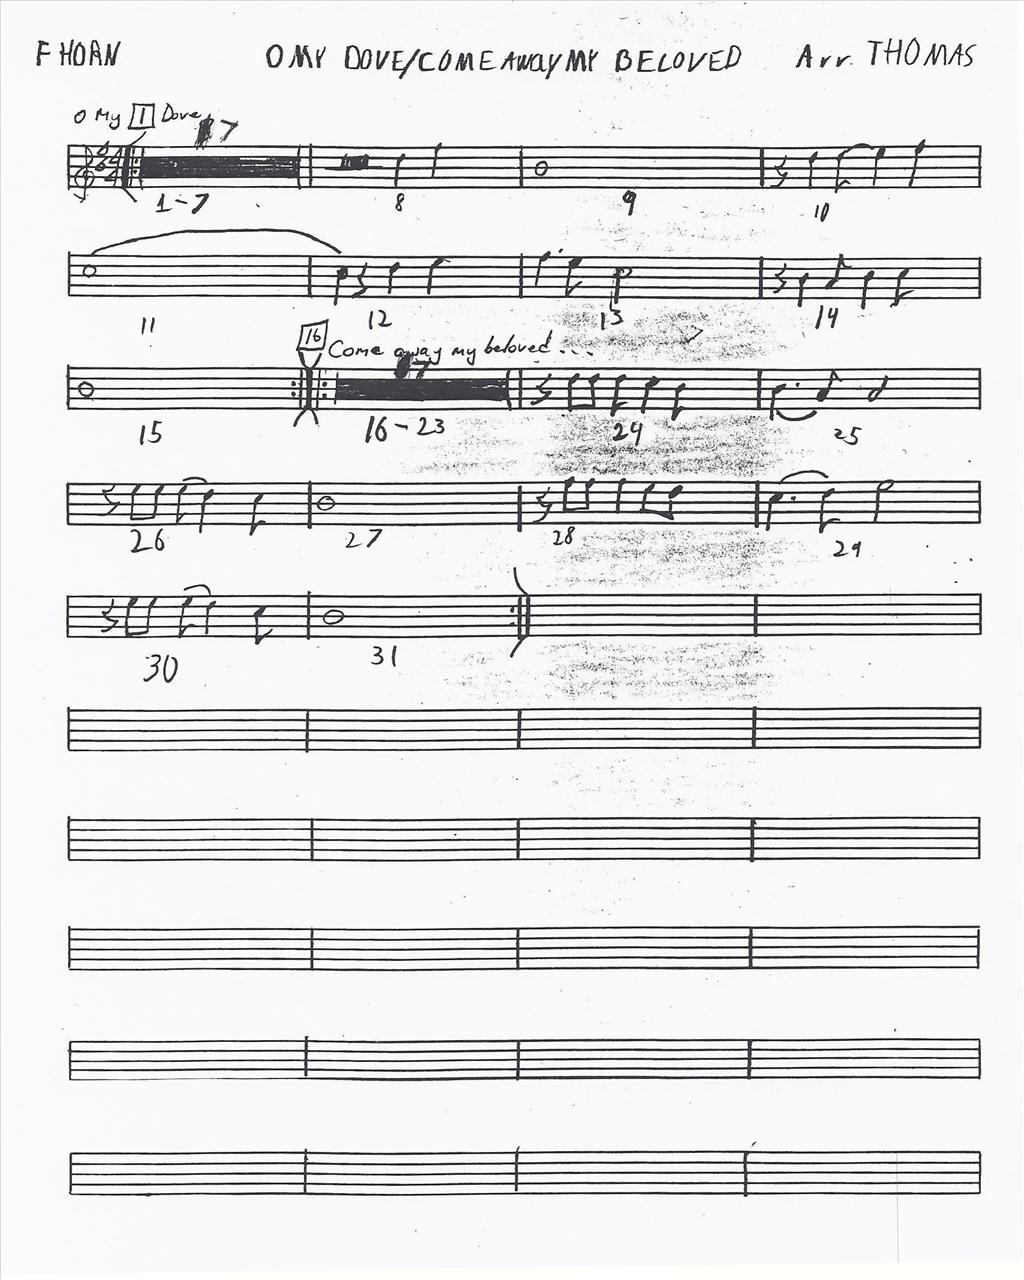 F HORN O MY DOVE/COME AWAY MY BELOVED Arr. THOMAS
O My 1 Dove
7
1-7 8 9 10
11 12 13 14
16 Come away my beloved...
7
15 16-23 24 25
26 27 28 29
30 31